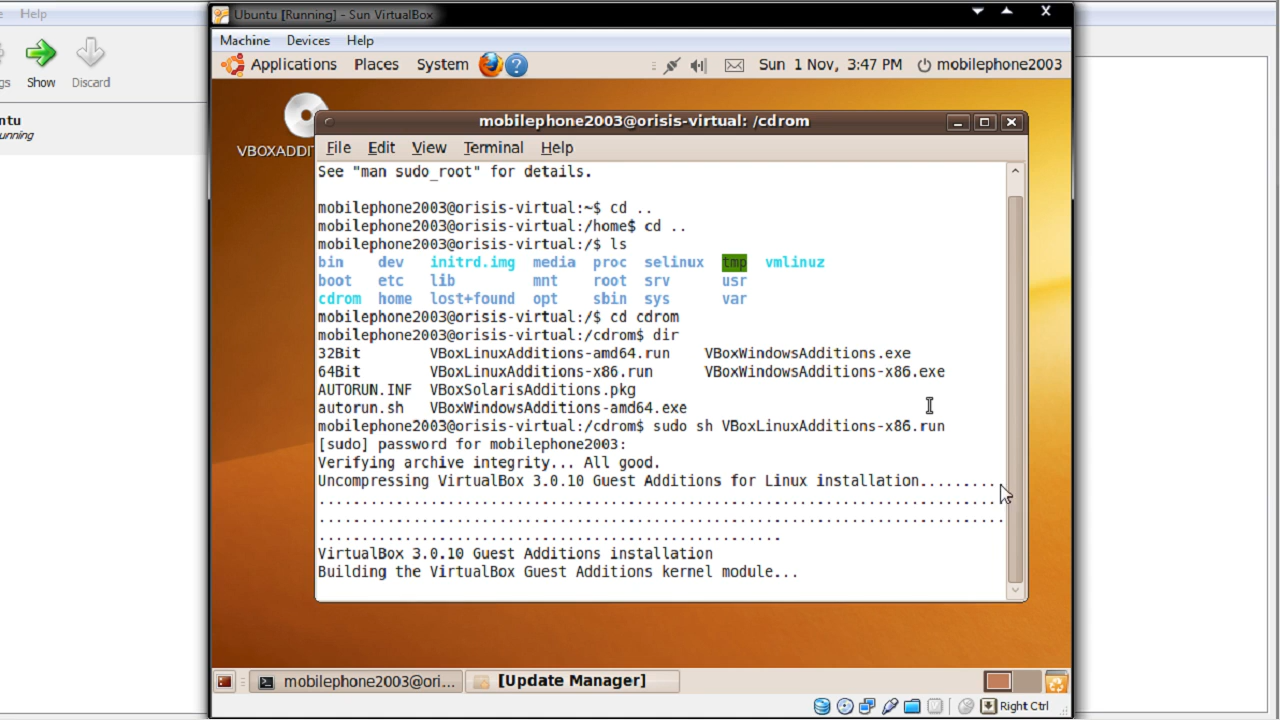 Help
Show
Discard
gs
ntu
unning
Ubuntu [Running] - Sun VirtualBox
Machine Devices Help
Applications Places System Sun 1 Nov, 3:47 PM mobilephone2003
VBOXADDI
mobilephone2003@orisis-virtual: /cdrom
File Edit View Terminal Help
See "man sudo_root" for details.
mobilephone2003@orisis-virtual:~$ cd ..
mobilephone2003@orisis-virtual:/home$ cd ..
mobilephone2003@orisis-virtual:/$ ls
bin dev initrd.img media proc selinux tmp vmlinuz
boot etc lib mnt root srv usr
cdrom home lost+found opt sbin sys var
mobilephone2003@orisis-virtual:/$ cd cdrom
mobilephone2003@orisis-virtual:/cdrom$ dir
32Bit VBoxLinuxAdditions-amd64.run VBoxWindowsAdditions.exe
64Bit VBoxLinuxAdditions-x86.run VBoxWindowsAdditions-x86.exe
AUTORUN.INF VBoxSolarisAdditions.pkg
autorun.sh VBoxWindowsAdditions-amd64.exe
mobilephone2003@orisis-virtual:/cdrom$ sudo sh VBoxLinuxAdditions-x86.run
[sudo] password for mobilephone2003:
Verifying archive integrity... All good.
Uncompressing VirtualBox 3.0.10 Guest Additions for Linux installation..........
................................................................................
................................................................................
......................................................
VirtualBox 3.0.10 Guest Additions installation
Building the VirtualBox Guest Additions kernel module...
mobilephone2003@ori... [Update Manager]
Right Ctrl